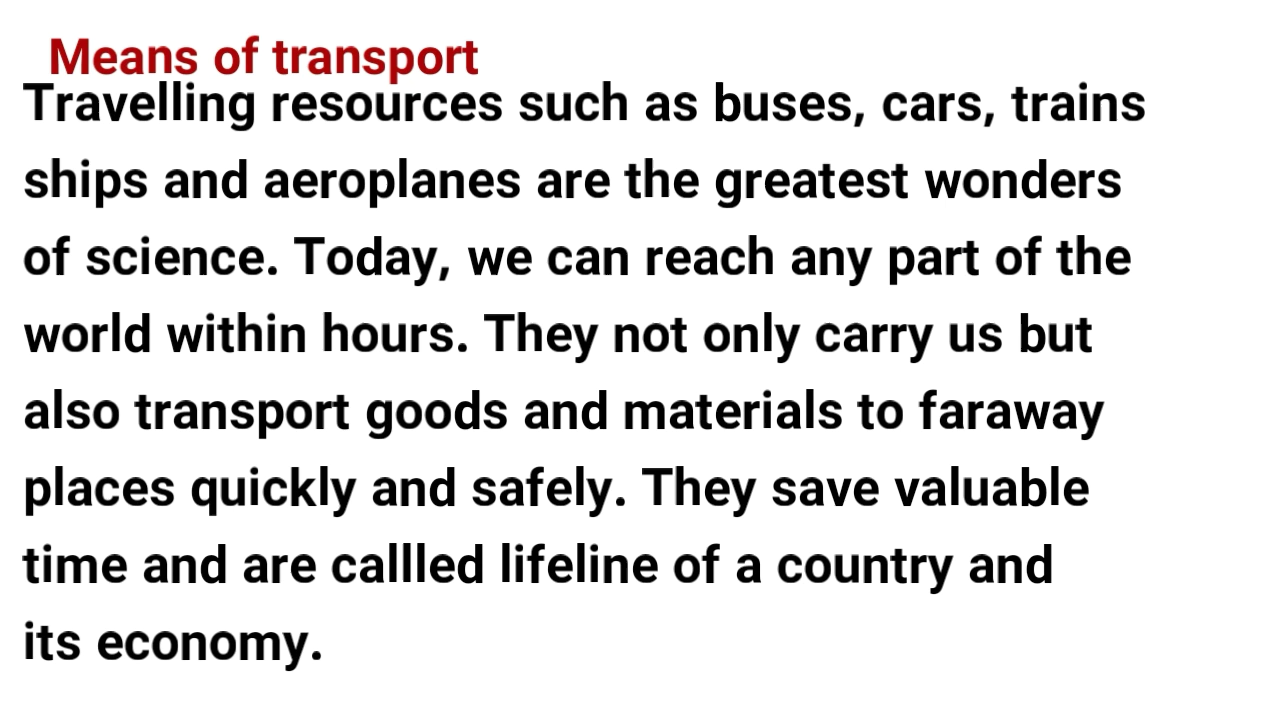 Means of transport
Travelling resources such as buses, cars, trains
ships and aeroplanes are the greatest wonders
of science. Today, we can reach any part of the
world within hours. They not only carry us but
also transport goods and materials to faraway
places quickly and safely. They save valuable
time and are callled lifeline of a country and
its economy.